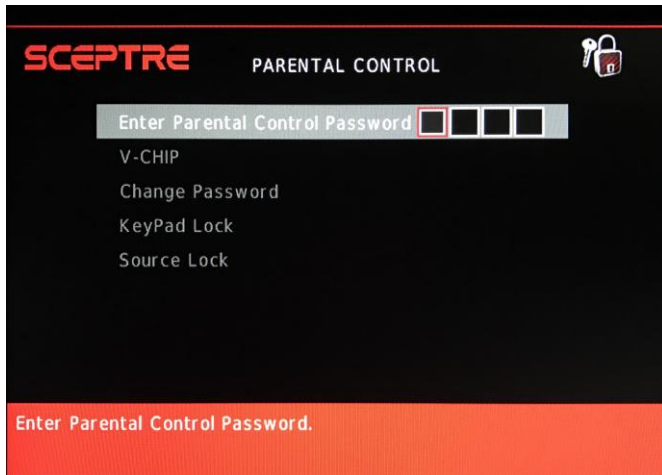 SCEPTRE
PARENTAL CONTROL
Enter Parental Control Password
V-CHIP
Change Password
KeyPad Lock
Source Lock
Enter Parental Control Password.